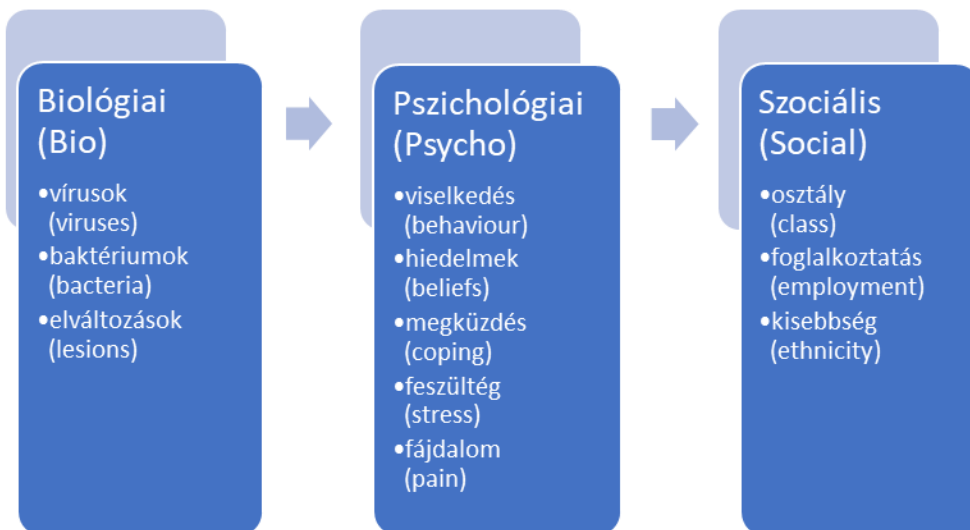 Biológiai
(Bio)
•vírusok
(viruses)
•baktériumok
(bacteria)
•elváltozások
(lesions)
Pszichológiai
(Psycho)
•viselkedés
(behaviour)
•hiedelmek
(beliefs)
•megküzdés
(coping)
•feszültég
(stress)
•fájdalom
(pain)
Szociális
(Social)
•osztály
(class)
•foglalkoztatás
(employment)
•kisebbség
(ethnicity)